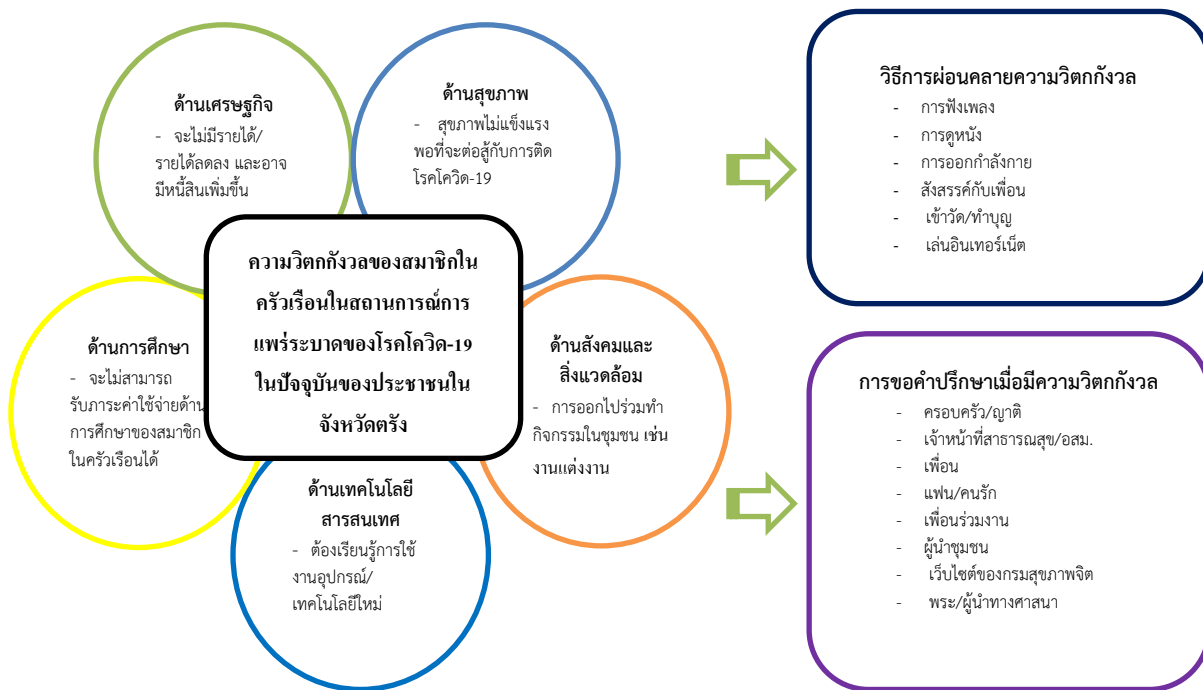 ด้านเศรษฐกิจ
- จะไม่มีรายได้/
รายได้ลดลง และอาจ
มีหนี้สินเพิ่มขึ้น
ด้านสุขภาพ
- สุขภาพไม่แข็งแรง
พอที่จะต่อสู้กับการติด
โรคโควิด-19
ความวิตกกังวลของสมาชิกใน
ครัวเรือนในสถานการณ์การ
แพร่ระบาดของโรคโควิด-19
ในปัจจุบันของประชาชนใน
จังหวัดตรัง
ด้านการศึกษา
- จะไม่สามารถ
รับภาระค่าใช้จ่ายด้าน
การศึกษาของสมาชิก
ในครัวเรือนได้
ด้านสังคมและ
สิ่งแวดล้อม
- การออกไปร่วมทำ
กิจกรรมในชุมชน เช่น
งานแต่งงาน
ด้านเทคโนโลยี
สารสนเทศ
- ต้องเรียนรู้การใช้
งานอุปกรณ์/
เทคโนโลยีใหม่
วิธีการผ่อนคลายความวิตกกังวล
- การฟังเพลง
- การดูหนัง
- การออกกำลังกาย
- สังสรรค์กับเพื่อน
- เข้าวัด/ทำบุญ
- เล่นอินเทอร์เน็ต
การขอคำปรึกษาเมื่อมีความวิตกกังวล
- ครอบครัว/ญาติ
- เจ้าหน้าที่สาธารณสุข/อสม.
- เพื่อน
- แฟน/คนรัก
- เพื่อนร่วมงาน
- ผู้นำชุมชน
- เว็บไซต์ของกรมสุขภาพจิต
- พระ/ผู้นำทางศาสนา